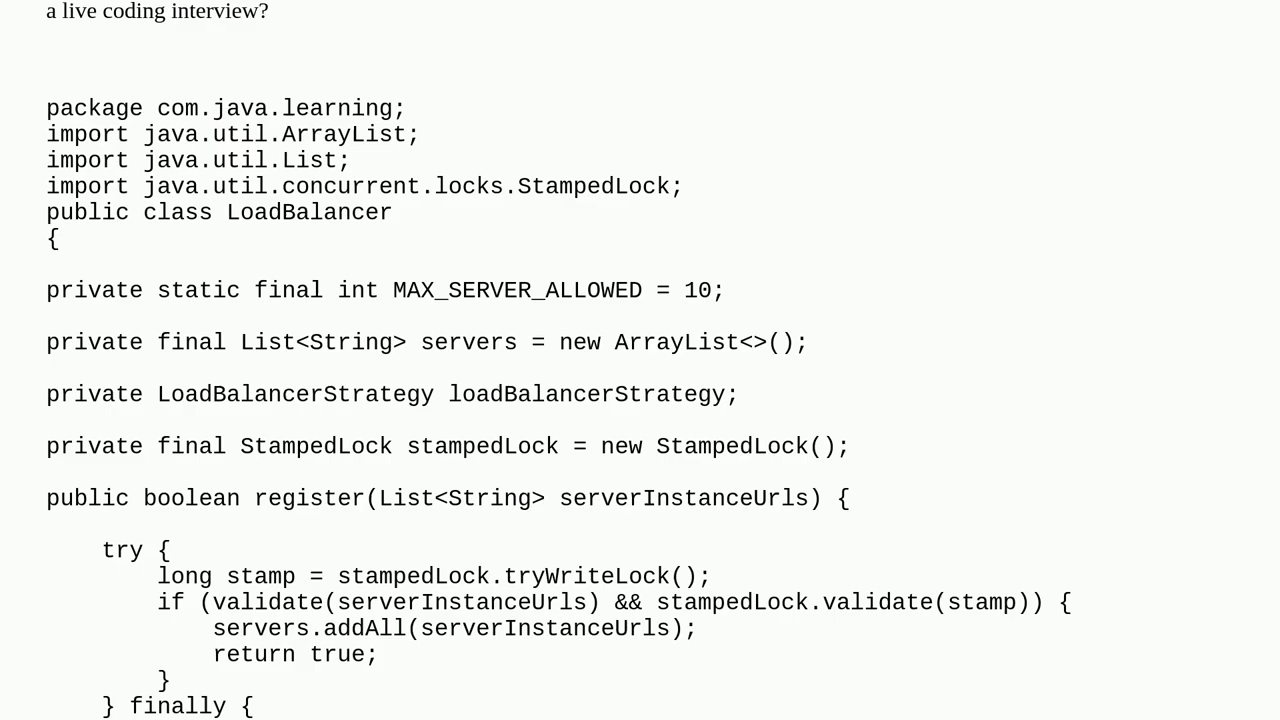 a live coding interview?
package com.java.learning;
import java.util.ArrayList;
import java.util.List;
import java.util.concurrent.locks.StampedLock;
public class LoadBalancer
{
private static final int MAX_SERVER_ALLOWED = 10;
private final List<String> servers = new ArrayList<>();
private LoadBalancerStrategy loadBalancerStrategy;
private final StampedLock stampedLock = new StampedLock();
public boolean register(List<String> serverInstanceUrls) {
    try {
        long stamp = stampedLock.tryWriteLock();
        if (validate(serverInstanceUrls) && stampedLock.validate(stamp)) {
            servers.addAll(serverInstanceUrls);
            return true;
        }
    } finally {